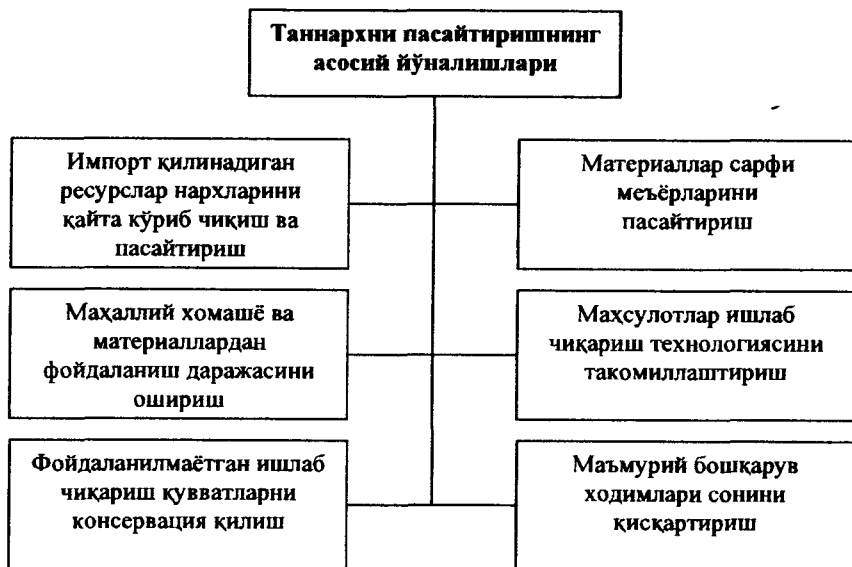 Таннархни пасайтиришнинг
асосий йўналишлари
Импорт қилинадиган
ресурслар нархларини
қайта кўриб чиқиш ва
пасайтириш
Материаллар сарфи
меъёрларини
пасайтириш
Маҳаллий хомашё ва
материаллардан
фойдаланиш даражасини
ошириш
Маҳсулотлар ишлаб
чиқариш технологиясини
такомиллаштириш
Фойдаланилмаётган ишлаб
чиқариш қувватларни
консервация қилиш
Маъмурий бошқарув
ходимлари сонини
қисқартириш